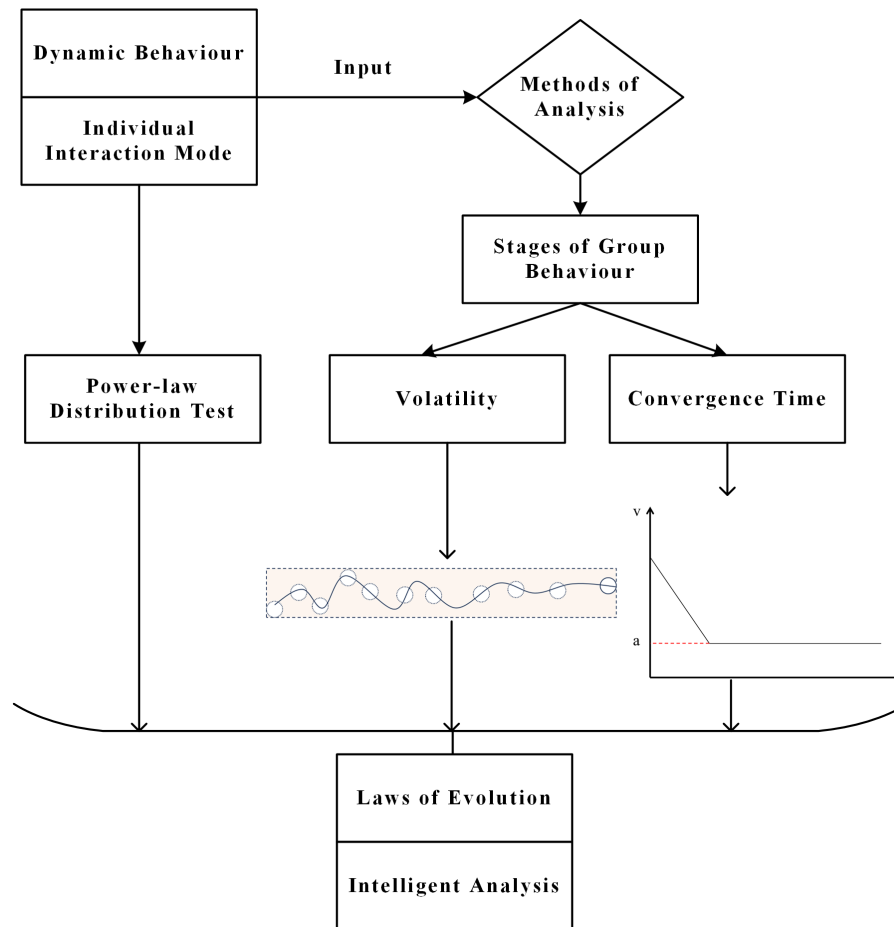 Dynamic Behaviour
Individual
Interaction Mode
Input
Methods of
Analysis
Stages of Group
Behaviour
Power-law
Distribution Test
Volatility
Convergence Time
v
a
Laws of Evolution
Intelligent Analysis